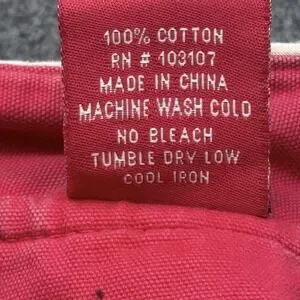 100% COTTON
RN # 103107
MADE IN CHINA
MACHINE WASH COLD
NO BLEACH
TUMBLE DRY LOW
COOL IRON